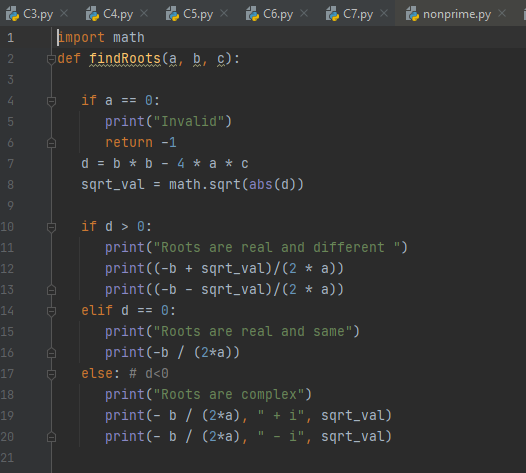 C3.py C4.py C5.py C6.py C7.py nonprime.py
1 import math
2 def findRoots(a, b, c):
3
4 if a == 0:
5 print("Invalid")
6 return -1
7 d = b * b - 4 * a * c
8 sqrt_val = math.sqrt(abs(d))
9
10 if d > 0:
11 print("Roots are real and different ")
12 print((-b + sqrt_val)/(2 * a))
13 print((-b - sqrt_val)/(2 * a))
14 elif d == 0:
15 print("Roots are real and same")
16 print(-b / (2*a))
17 else: # d<0
18 print("Roots are complex")
19 print(- b / (2*a), " + i", sqrt_val)
20 print(- b / (2*a), " - i", sqrt_val)
21